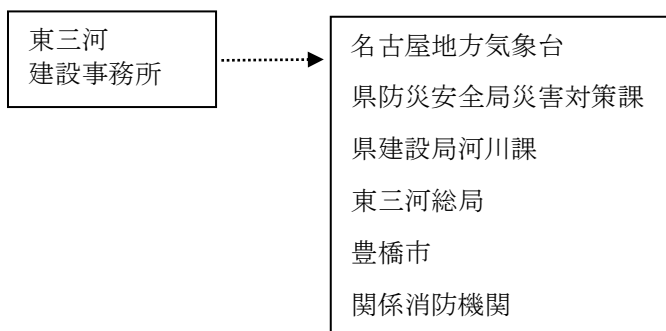 東三河
建設事務所
名古屋地方気象台
県防災安全局災害対策課
県建設局河川課
東三河総局
豊橋市
関係消防機関